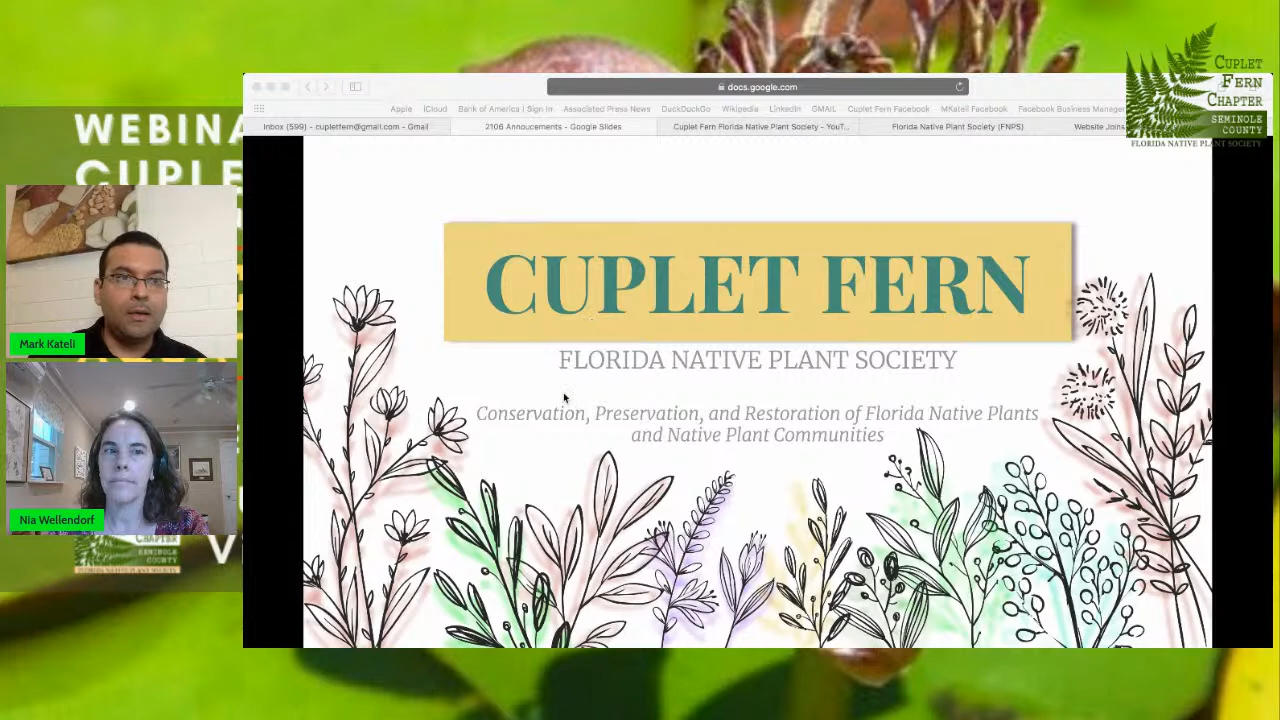 WEBINA
CUPLE
docs.google.com
Apple iCloud Bank of America | Sign In Associated Press News DuckDuckGo Wikipedia LinkedIn GMAIL Cuplet Fern Facebook MKateli Facebook Facebook Business Manager
Inbox (599) - cupletfern@gmail.com - Gmail 2106 Annoucements - Google Slides Cuplet Fern Florida Native Plant Society - YouT... Florida Native Plant Society (FNPS) Website Joins
CUPLET
FERN
CHAPTER
SEMINOLE
COUNTY
FLORIDA NATIVE PLANT SOCIETY
CUPLET FERN
FLORIDA NATIVE PLANT SOCIETY
Conservation, Preservation, and Restoration of Florida Native Plants
and Native Plant Communities
Mark Kateli
Nia Wellendorf
CHAPTER
SEMINOLE
COUNTY
V